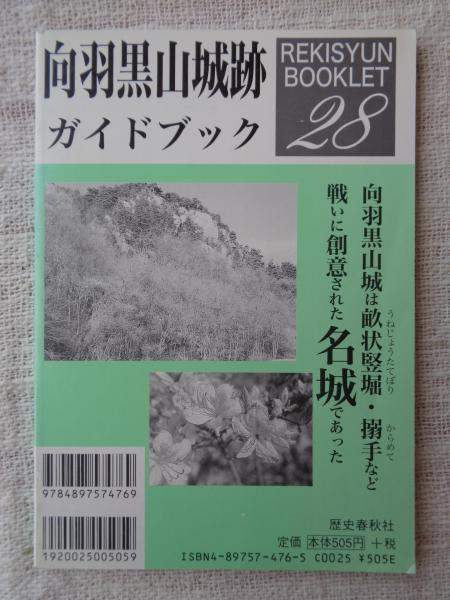 向羽黒山城跡
ガイドブック
REKISYUN
BOOKLET
28
向羽黒山城は畝状竪堀・搦手など
うねじょうたてぼり
からめて
戦いに創意された名城であった
9784897574769
1920025005059
歴史春秋社
定価 本体505円 +税
ISBN4-89757-476-5 C0025 ¥505E